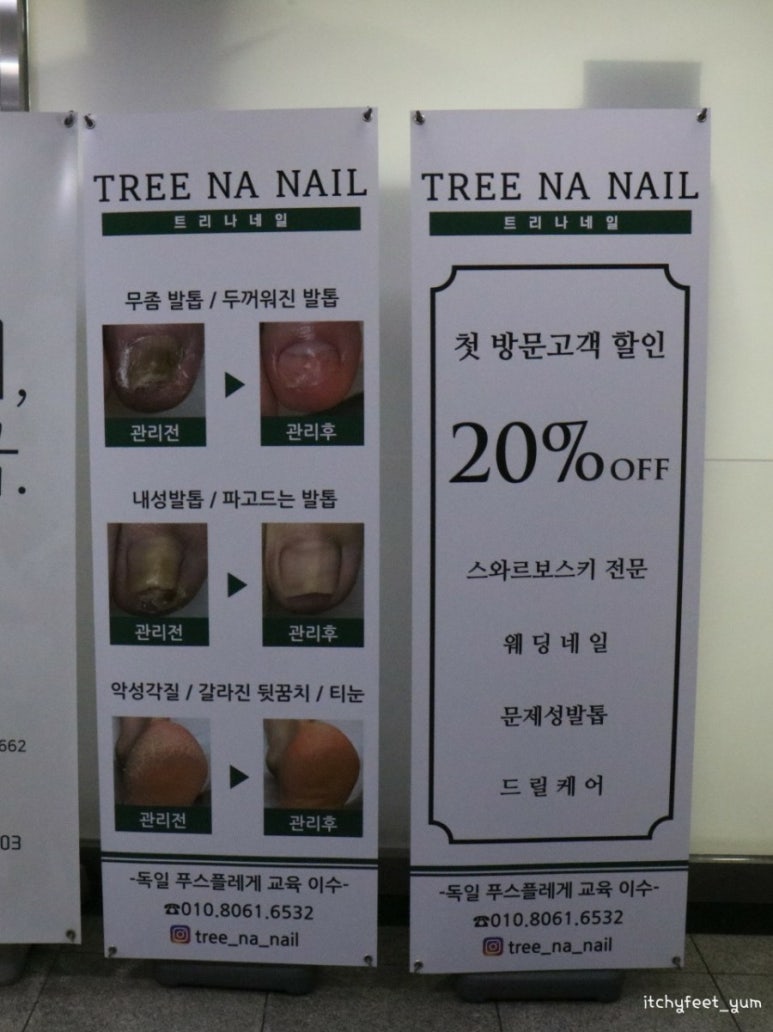 TREE NA NAIL
트리나네일
무좀 발톱 / 두꺼워진 발톱
관리전
관리후
내성발톱 / 파고드는 발톱
관리전
관리후
악성각질 / 갈라진 뒷꿈치 / 티눈
관리전
관리후
-독일 푸스플레게 교육 이수-
☎010.8061.6532
tree_na_nail
TREE NA NAIL
트리나네일
첫 방문고객 할인
20% OFF
스와르보스키 전문
웨딩네일
문제성발톱
드릴케어
-독일 푸스플레게 교육 이수-
☎010.8061.6532
tree_na_nail
662
03
itchyfeet_yum